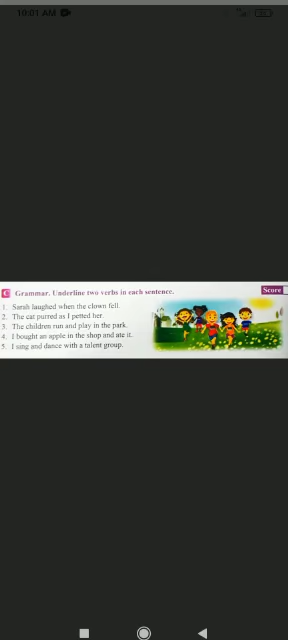 10:01 AM
C Grammar. Underline two verbs in each sentence.
Score
1. Sarah laughed when the clown fell.
2. The cat purred as I petted her.
3. The children run and play in the park.
4. I bought an apple in the shop and ate it.
5. I sing and dance with a talent group.